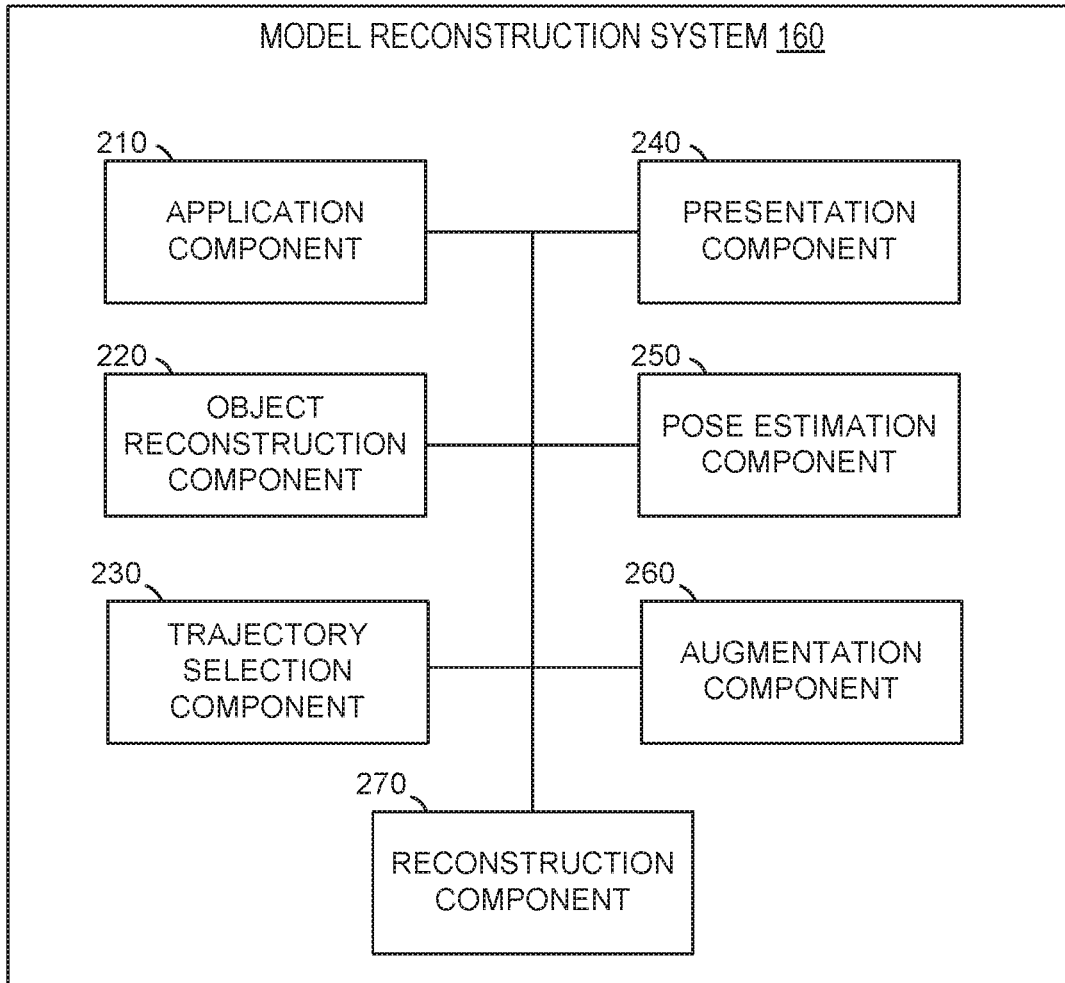 MODEL RECONSTRUCTION SYSTEM 160
210
APPLICATION
COMPONENT
240
PRESENTATION
COMPONENT
220
OBJECT
RECONSTRUCTION
COMPONENT
250
POSE ESTIMATION
COMPONENT
230
TRAJECTORY
SELECTION
COMPONENT
260
AUGMENTATION
COMPONENT
270
RECONSTRUCTION
COMPONENT